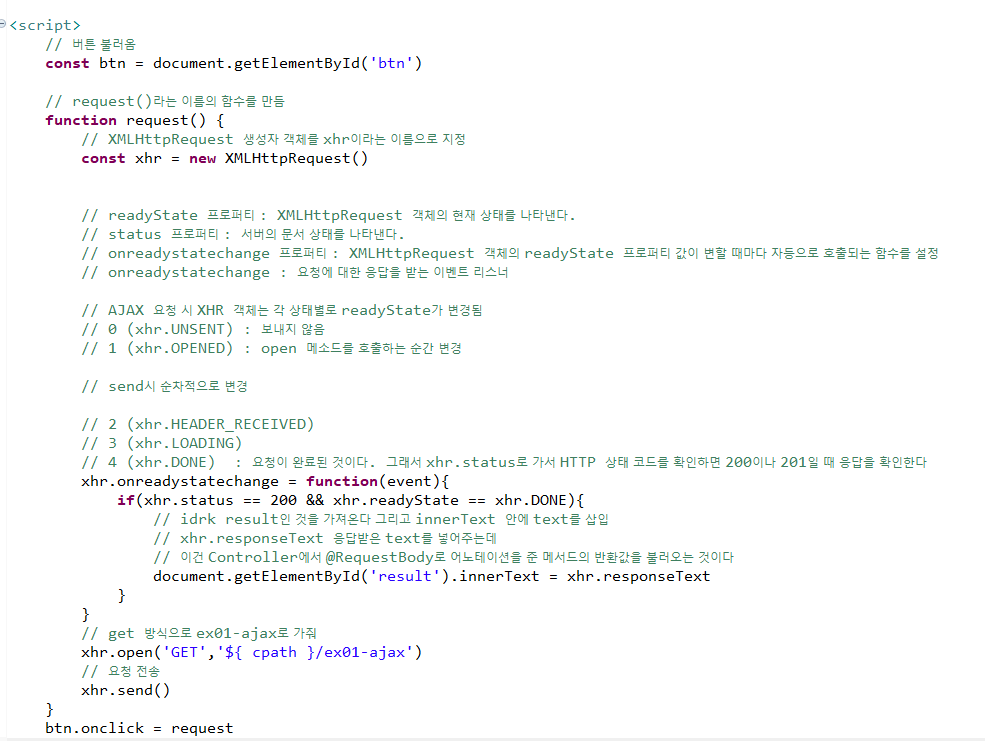 <script>
// 버튼 불러옴
const btn = document.getElementById('btn')
// request()라는 이름의 함수를 만듬
function request() {
// XMLHttpRequest 생성자 객체를 xhr이라는 이름으로 지정
const xhr = new XMLHttpRequest()
// readyState 프로퍼티 : XMLHttpRequest 객체의 현재 상태를 나타낸다.
// status 프로퍼티 : 서버의 문서 상태를 나타낸다.
// onreadystatechange 프로퍼티 : XMLHttpRequest 객체의 readyState 프로퍼티 값이 변할 때마다 자등으로 호출되는 함수를 설정
// onreadystatechange : 요청에 대한 응답을 받는 이벤트 리스너
// AJAX 요청 시 XHR 객체는 각 상태별로 readyState가 변경됨
// 0 (xhr.UNSENT) : 보내지 않음
// 1 (xhr.OPENED) : open 메소드를 호출하는 순간 변경
// send시 순차적으로 변경
// 2 (xhr.HEADER_RECEIVED)
// 3 (xhr.LOADING)
// 4 (xhr.DONE) : 요청이 완료된 것이다. 그래서 xhr.status로 가서 HTTP 상태 코드를 확인하면 200이나 201일 때 응답을 확인한다
xhr.onreadystatechange = function(event){
if(xhr.status == 200 && xhr.readyState == xhr.DONE){
// idrk result인 것을 가져온다 그리고 innerText 안에 text를 삽입
// xhr.responseText 응답받은 text를 넣어주는데
// 이건 Controller에서 @RequestBody로 어노테이션을 준 메서드의 반환값을 불러오는 것이다
document.getElementById('result').innerText = xhr.responseText
}
}
// get 방식으로 ex01-ajax로 가줘
xhr.open('GET','${ cpath }/ex01-ajax')
// 요청 전송
xhr.send()
}
btn.onclick = request